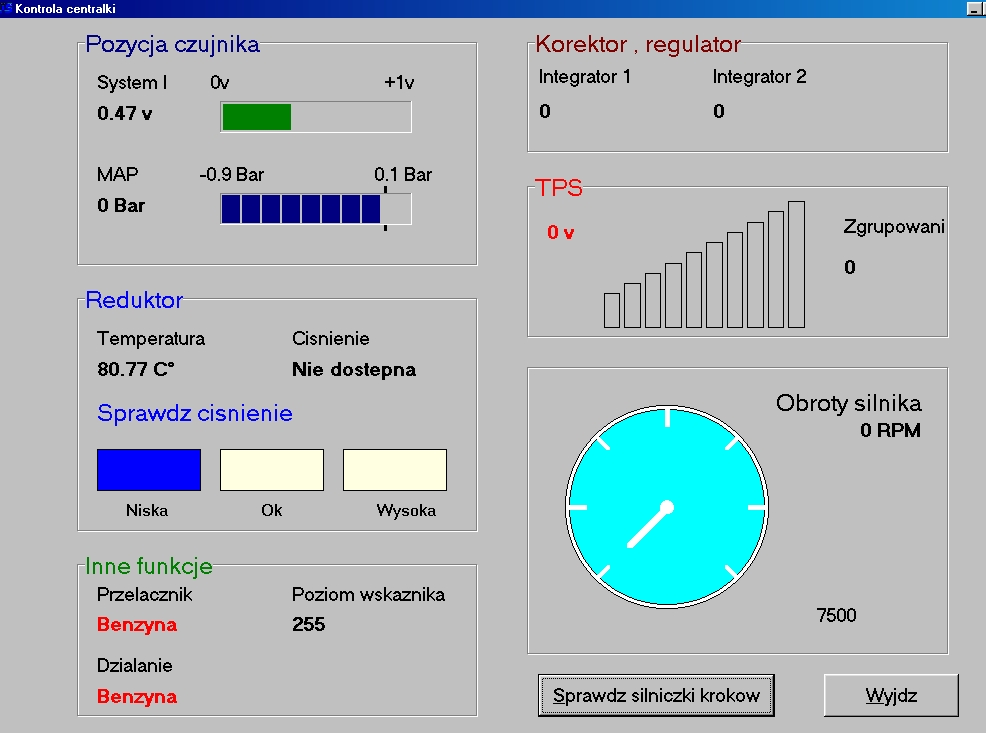 Kontrola centralki
Pozycja czujnika
System I 0v +1v
0.47 v
MAP -0.9 Bar 0.1 Bar
0 Bar
Reduktor
Temperatura Cisnienie
80.77 C° Nie dostepna
Sprawdz cisnienie
Niska Ok Wysoka
Inne funkcje
Przelacznik Poziom wskaznika
Benzyna 255
Dzialanie
Benzyna
Korektor , regulator
Integrator 1 Integrator 2
0 0
TPS
0 v Zgrupowani
0
Obroty silnika
0 RPM
7500
Sprawdz silniczki krokow Wyjdz